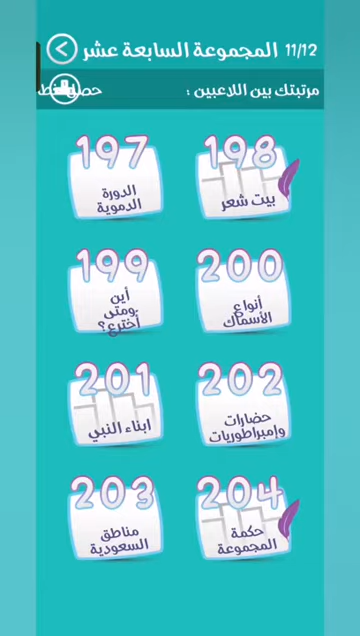 المجموعة السابعة عشر 11/12
مرتبتك بين اللاعبين :
198
بيت شعر
197
الدورة
الدموية
200
أنواع
الأسماك
199
أين
ومتى
أخترع؟
202
حضارات
وإمبراطوريات
201
ابناء النبي
204
حكمة
المجموعة
203
مناطق
السعودية